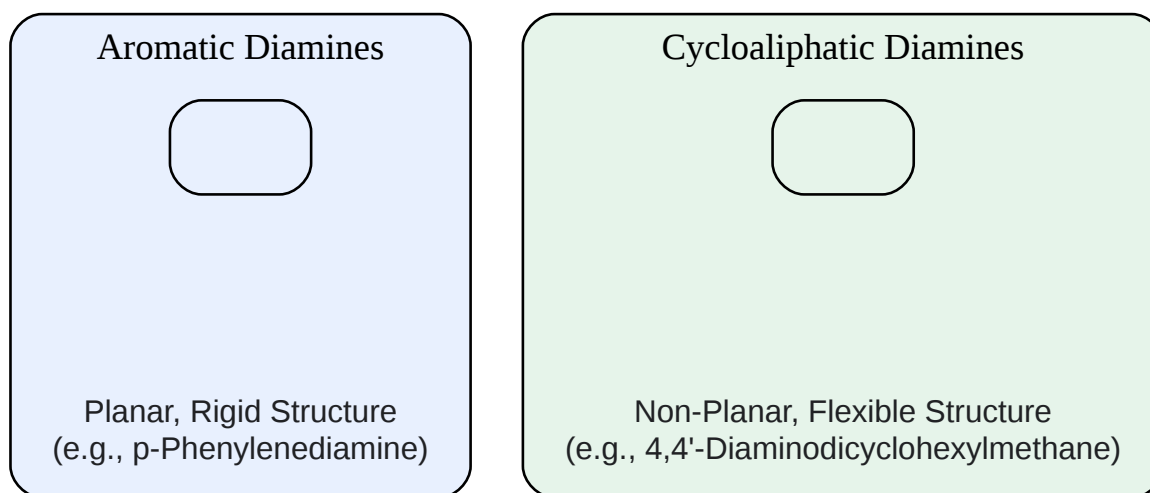 Aromatic Diamines
Planar, Rigid Structure
(e.g., p-Phenylenediamine)
Cycloaliphatic Diamines
Non-Planar, Flexible Structure
(e.g., 4,4'-Diaminodicyclohexylmethane)